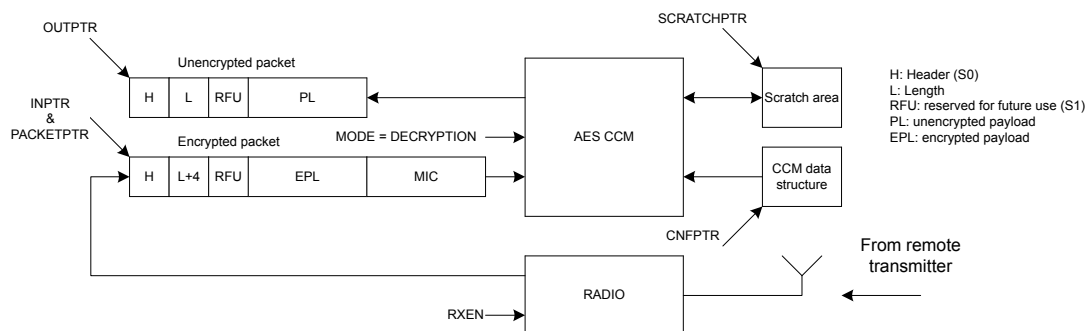 SCRATCHPTR
OUTPTR
Unencrypted packet
H L RFU PL
INPTR
&
PACKETPTR
MODE = DECRYPTION
AES CCM
Scratch area
H: Header (S0)
L: Length
RFU: reserved for future use (S1)
PL: unencrypted payload
EPL: encrypted payload
Encrypted packet
H L+4 RFU EPL MIC
CCM data
structure
CNFPTR
From remote
transmitter
RADIO
RXEN